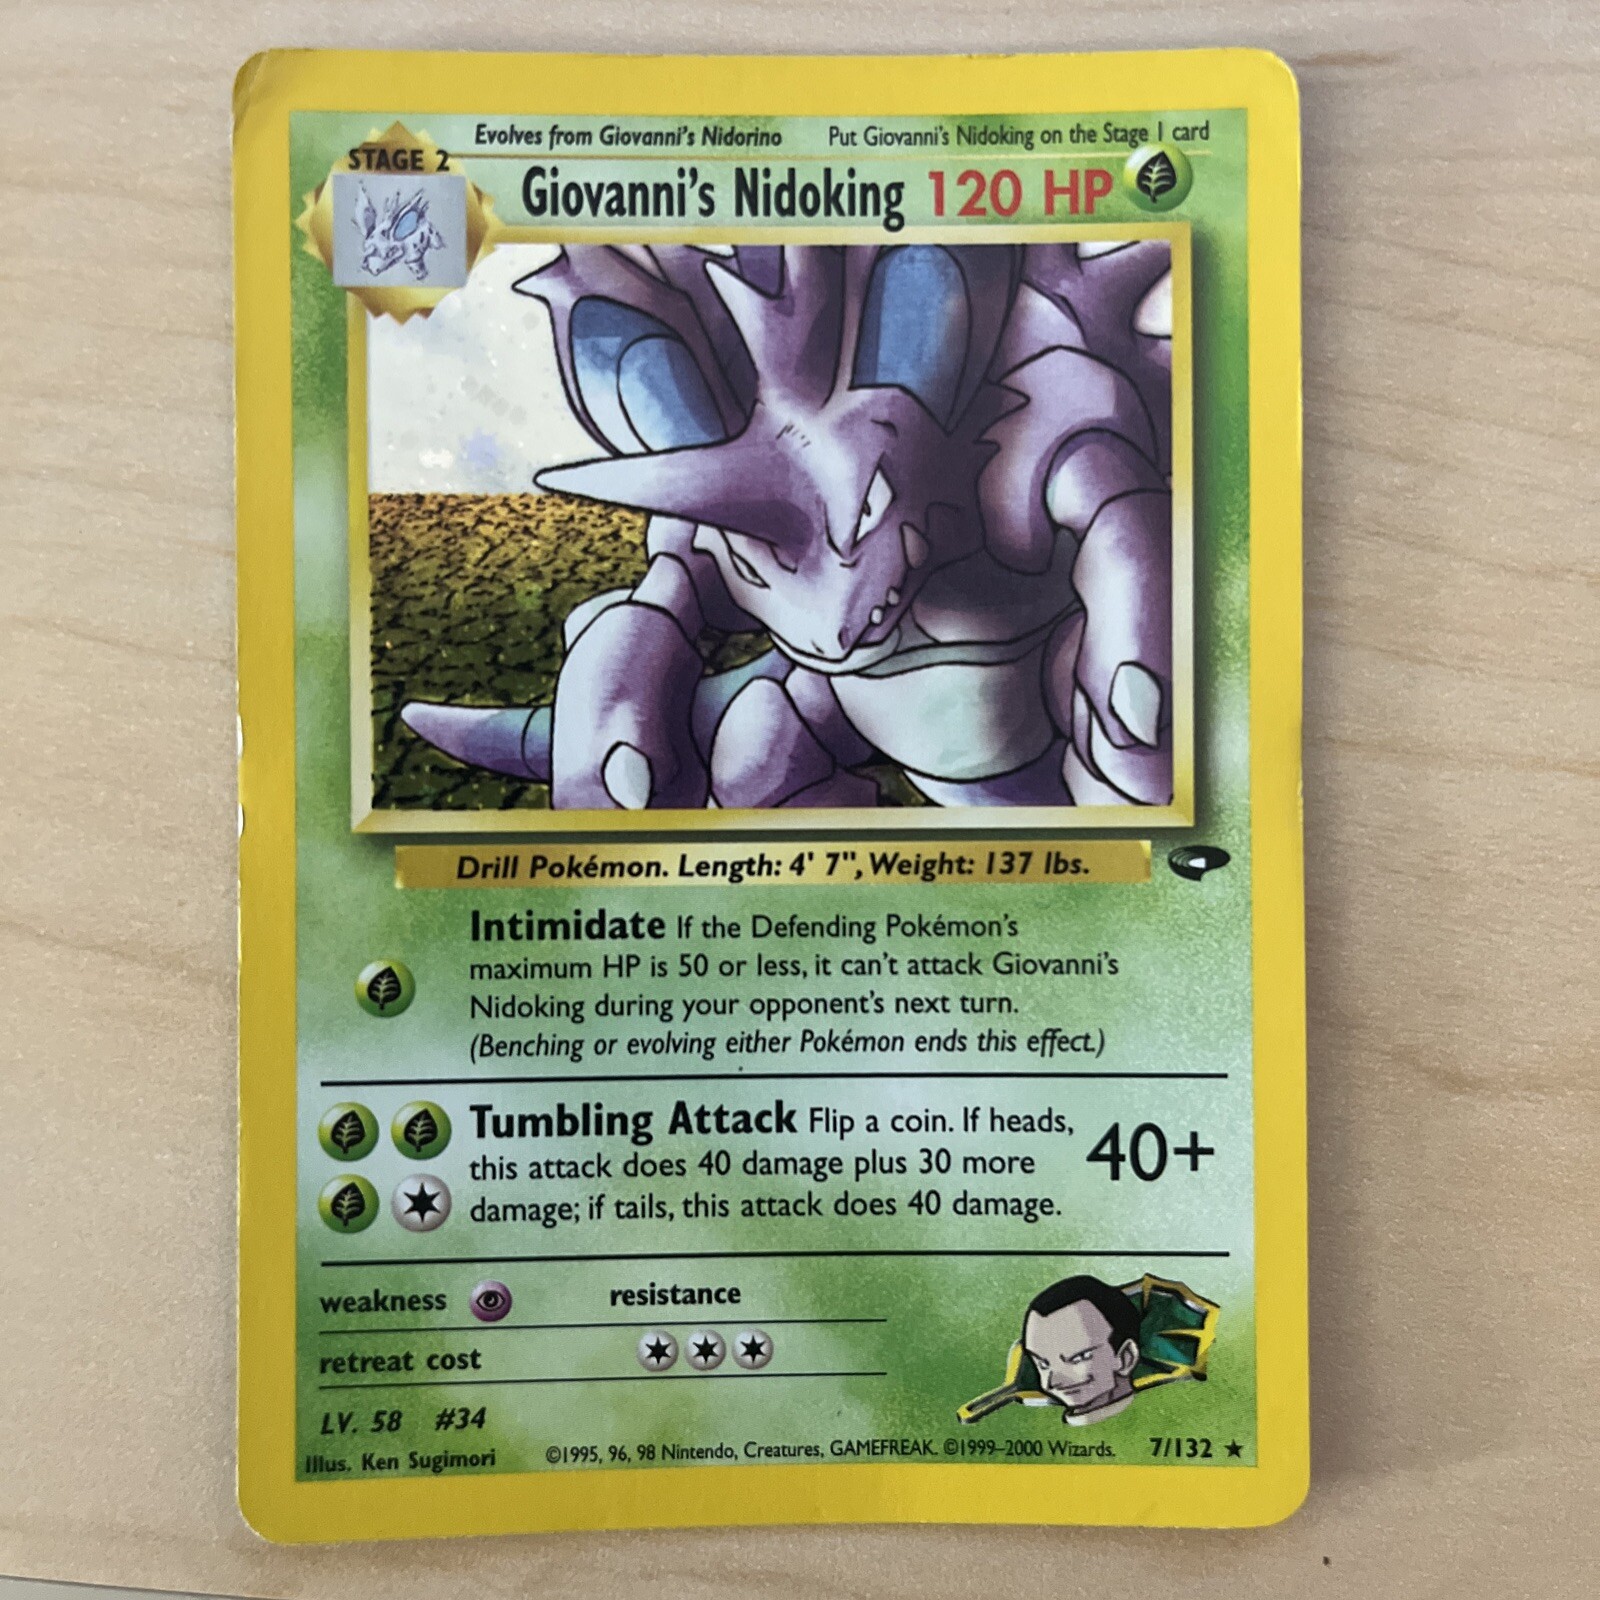 Evolves from Giovanni's Nidorino Put Giovanni's Nidoking on the Stage 1 card
STAGE 2
Giovanni's Nidoking 120 HP
Drill Pokémon. Length: 4' 7", Weight: 137 lbs.
Intimidate If the Defending Pokémon's
maximum HP is 50 or less, it can't attack Giovanni's
Nidoking during your opponent's next turn.
(Benching or evolving either Pokémon ends this effect.)
Tumbling Attack Flip a coin. If heads,
this attack does 40 damage plus 30 more
damage; if tails, this attack does 40 damage.
40+
weakness resistance
retreat cost
LV. 58 #34
Illus. Ken Sugimori ©1995, 96, 98 Nintendo, Creatures, GAMEFREAK. ©1999–2000 Wizards. 7/132 ★